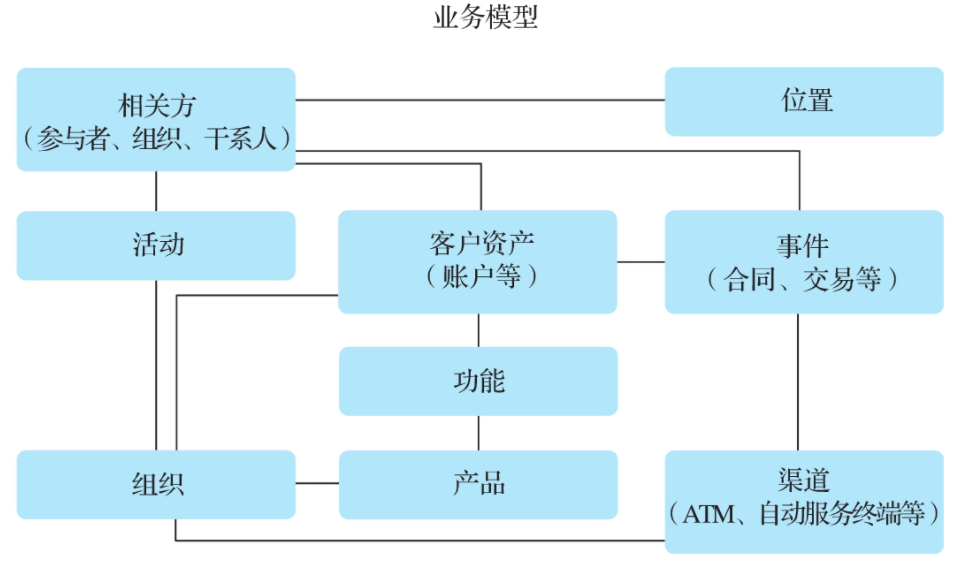 业务模型
相关方
（参与者、组织、干系人）
位置
活动
客户资产
（账户等）
事件
（合同、交易等）
功能
组织
产品
渠道
（ATM、自动服务终端等）